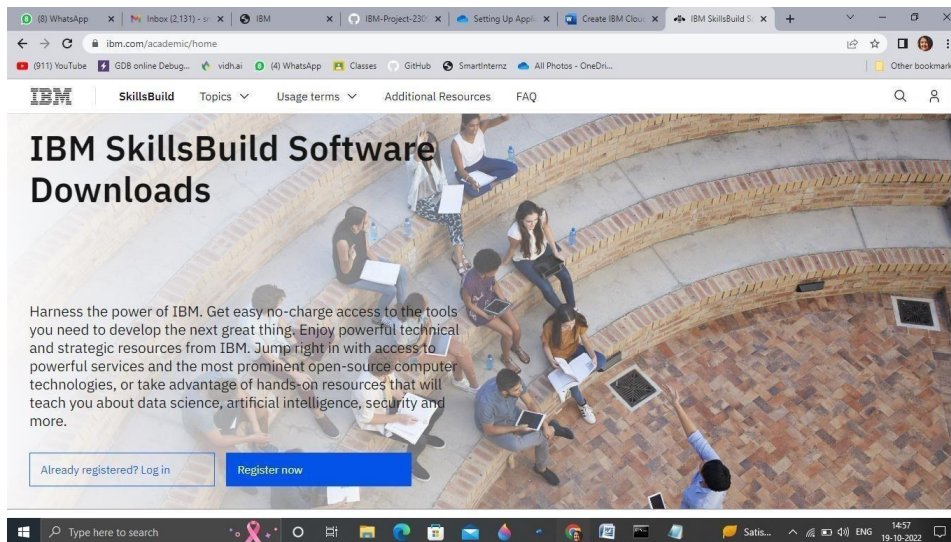 (8) WhatsApp
Inbox (2,131) - sr
IBM
IBM-Project-230
Setting Up Appli
Create IBM Clou
IBM SkillsBuild S
ibm.com/academic/home
(911) YouTube
GDB online Debug...
vidh.ai
(4) WhatsApp
Classes
GitHub
SmartInternz
All Photos - OneDri...
Other bookmark
IBM
SkillsBuild
Topics
Usage terms
Additional Resources
FAQ
IBM SkillsBuild Software
Downloads
Harness the power of IBM. Get easy no-charge access to the tools
you need to develop the next great thing. Enjoy powerful technical
and strategic resources from IBM. Jump right in with access to
powerful services and the most prominent open-source computer
technologies, or take advantage of hands-on resources that will
teach you about data science, artificial intelligence, security and
more.
Already registered? Log in
Register now
Type here to search
Satis...
ENG
14:57
19-10-2022